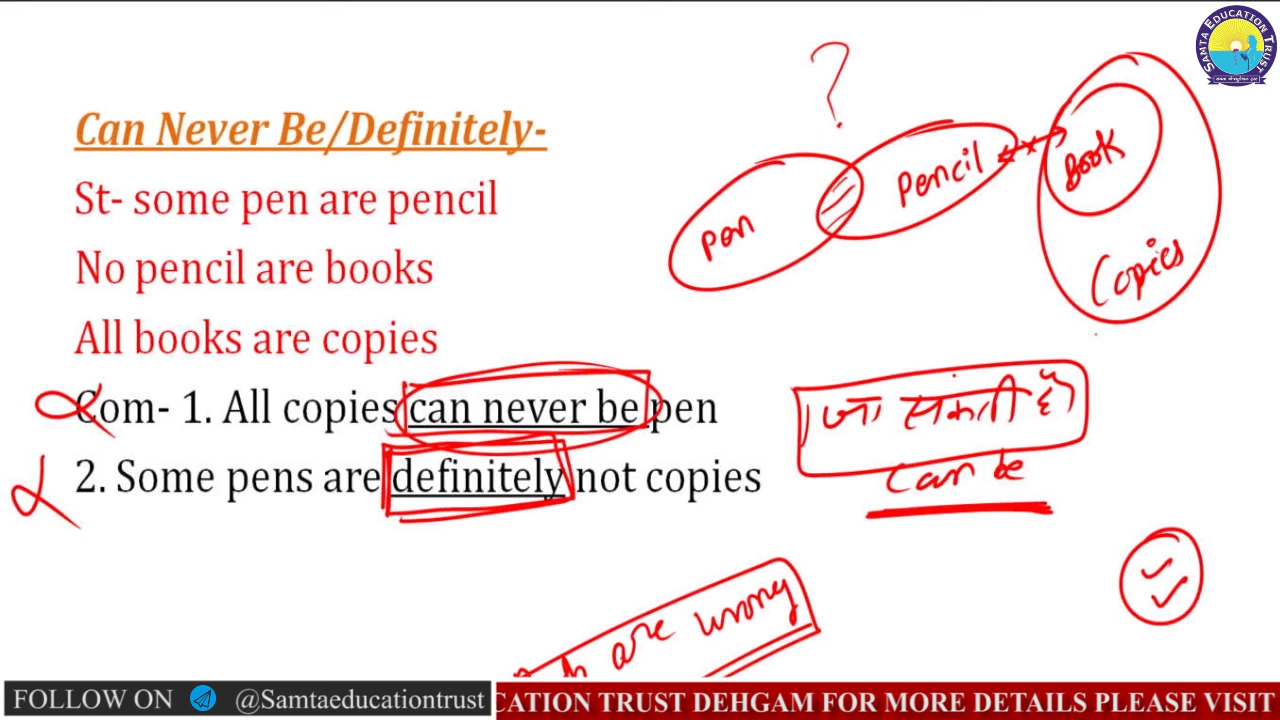 SAMTA EDUCATION TRUST
?
Can Never Be/Definitely-
St- some pen are pencil
No pencil are books
All books are copies
Com- 1. All copies can never be pen
2. Some pens are definitely not copies
Pen
Pencil
Book
Copies
can be
are wrong
FOLLOW ON @Samtaeducationtrust
CATION TRUST DEHGAM FOR MORE DETAILS PLEASE VISIT